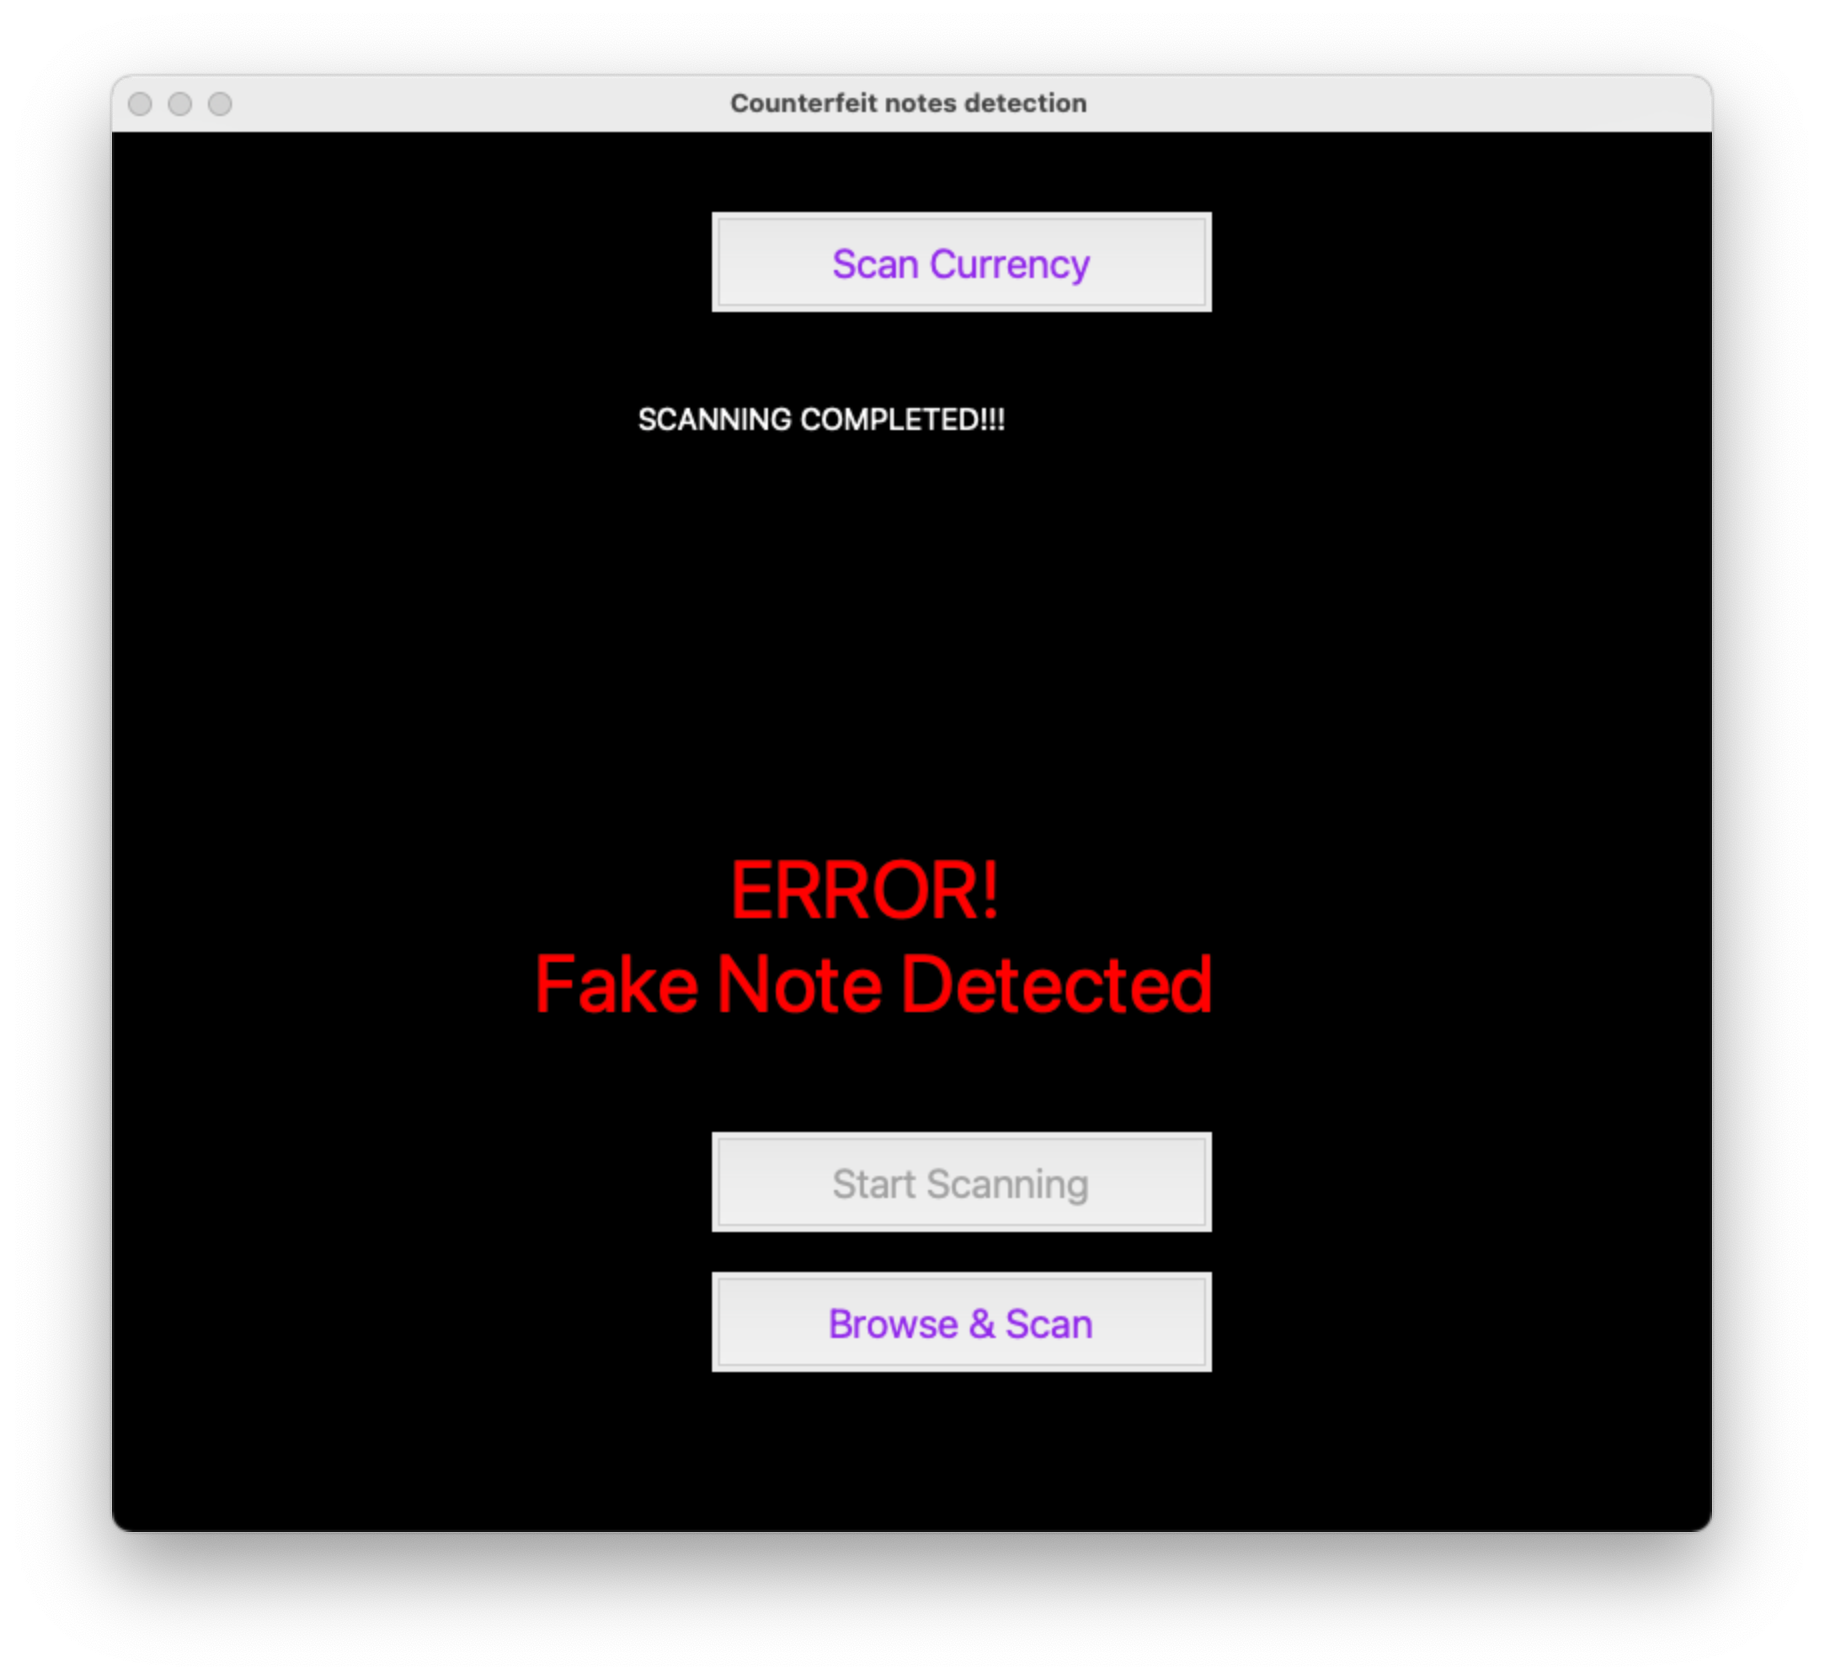 Counterfeit notes detection
Scan Currency
SCANNING COMPLETED!!!
ERROR!
Fake Note Detected
Start Scanning
Browse & Scan